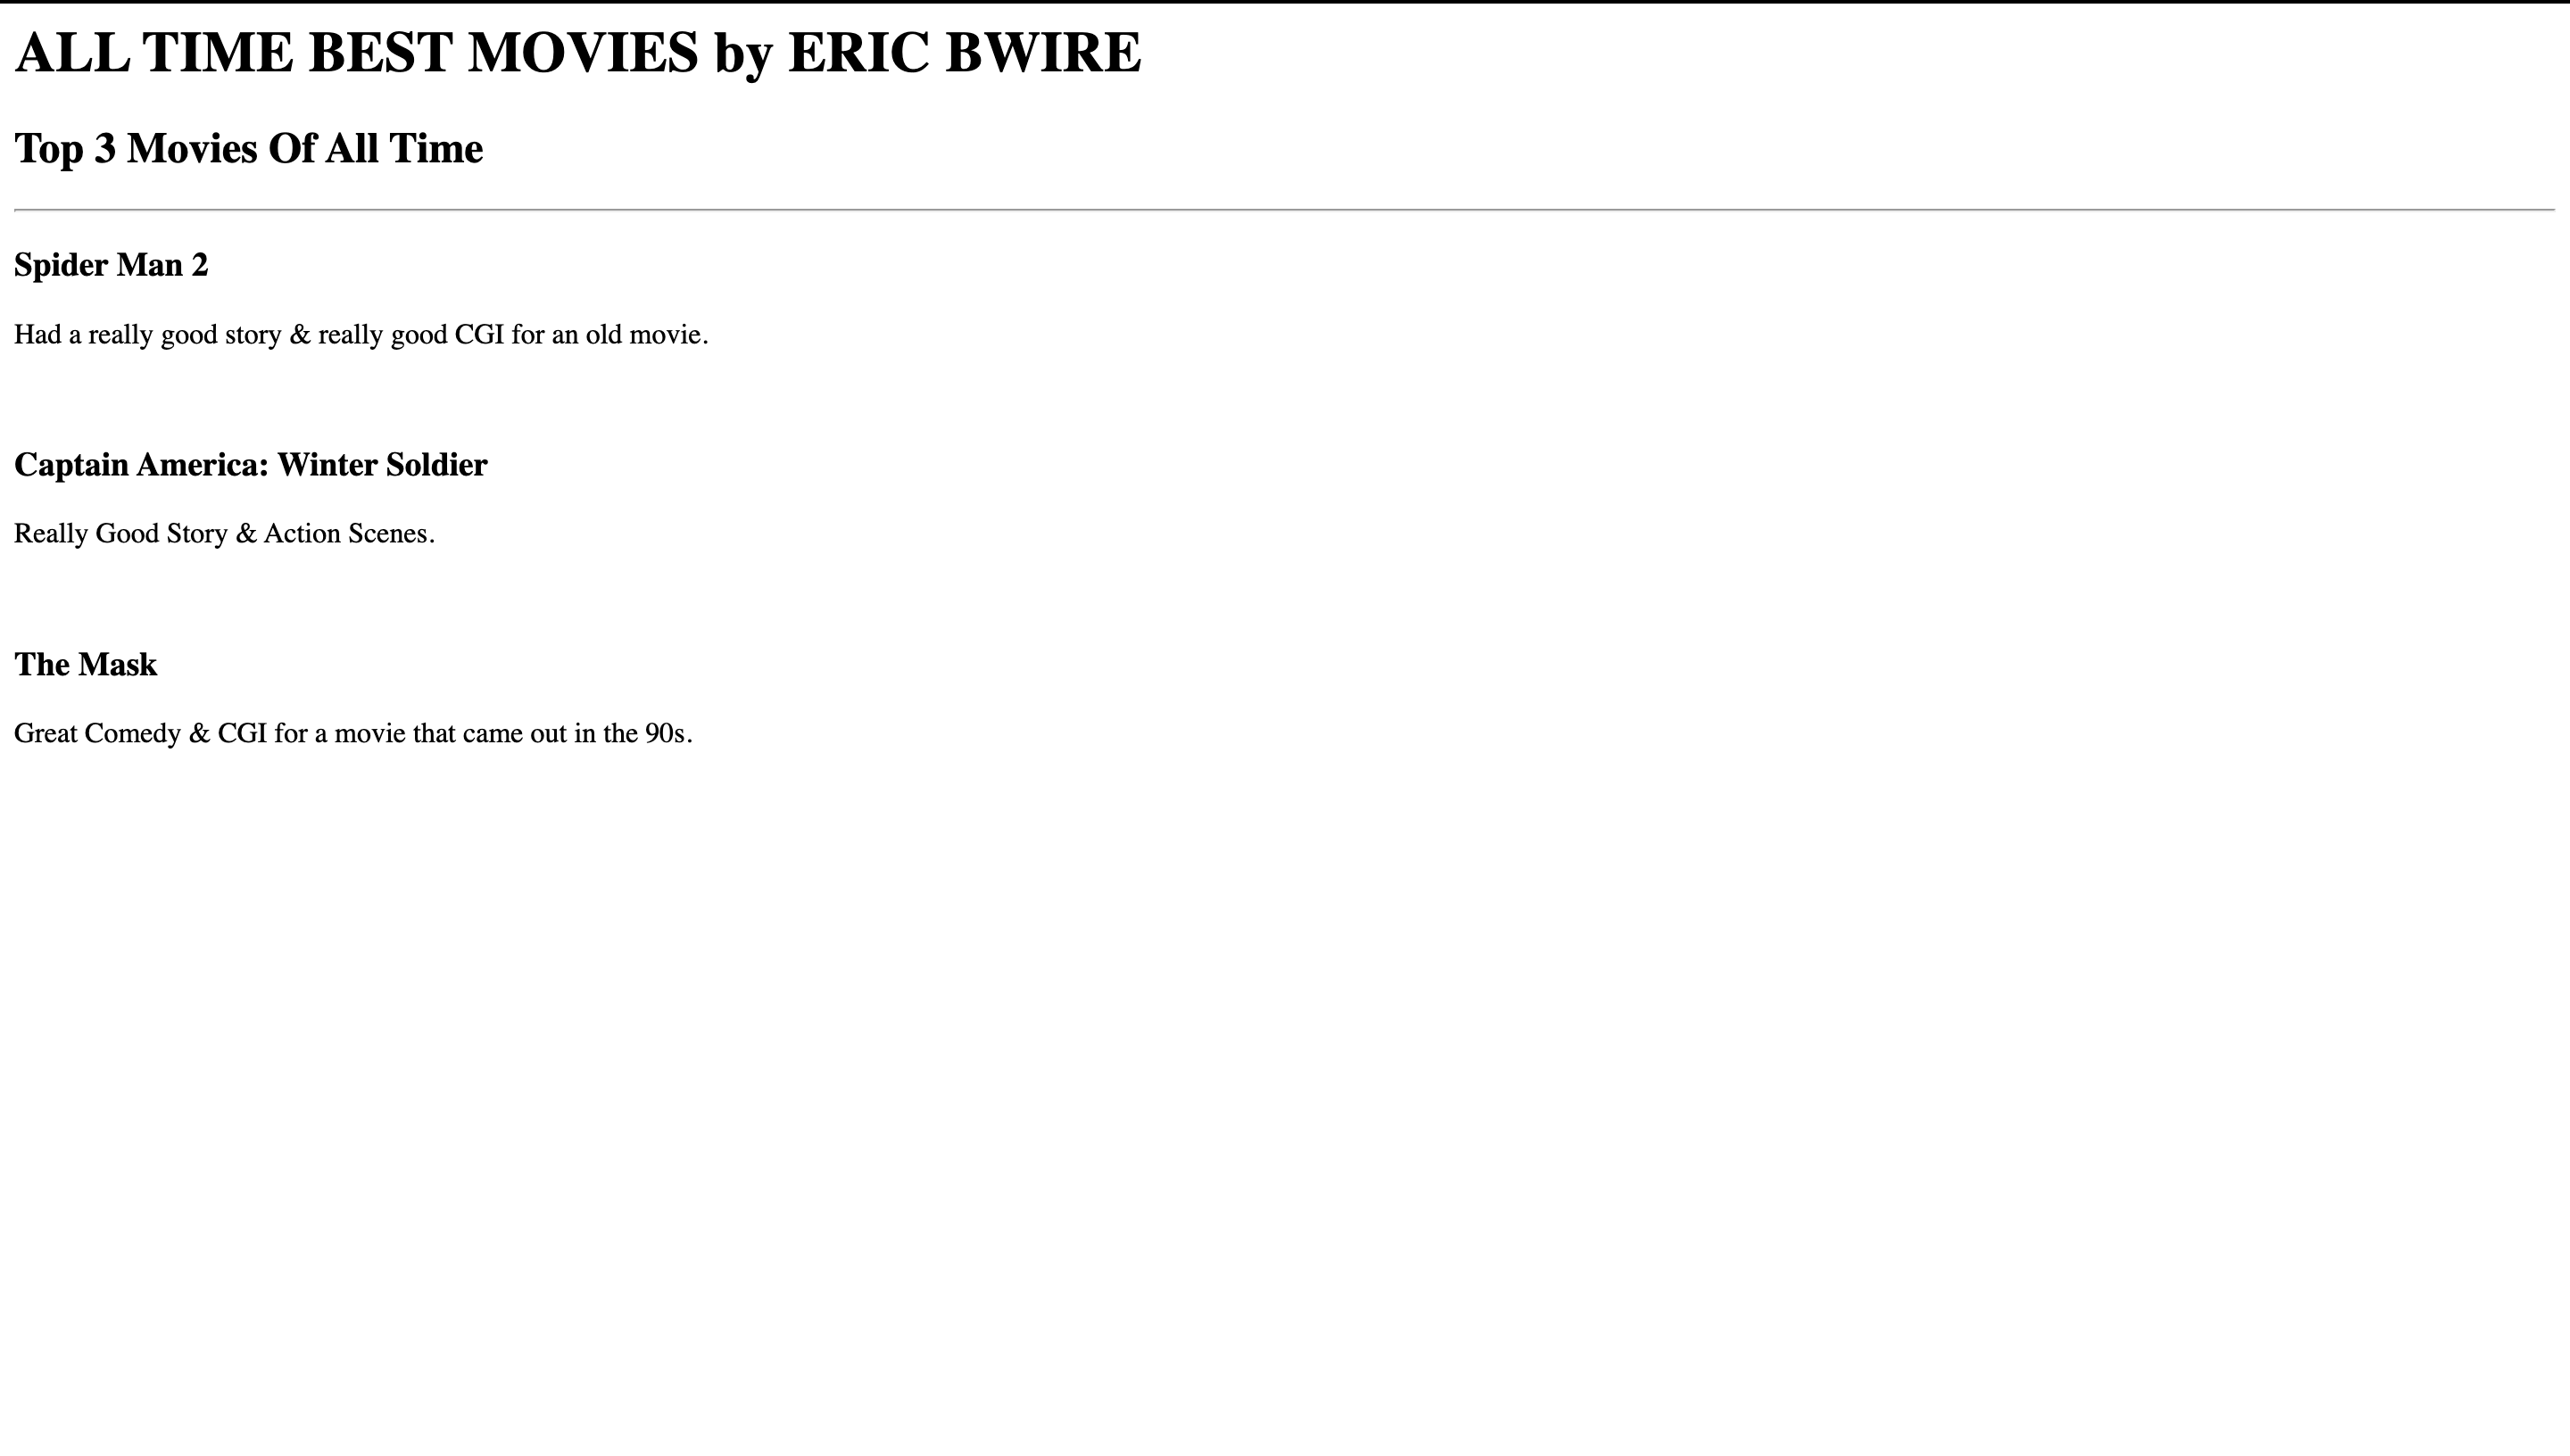 ALL TIME BEST MOVIES by ERIC BWIRE
Top 3 Movies Of All Time
Spider Man 2
Had a really good story & really good CGI for an old movie.
Captain America: Winter Soldier
Really Good Story & Action Scenes.
The Mask
Great Comedy & CGI for a movie that came out in the 90s.